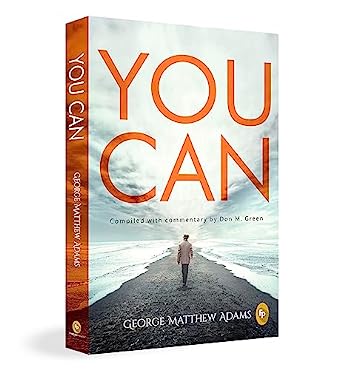 YOU CAN
GEORGE MATTHEW ADAMS
YOU
CAN
Compiled with commentary by Don M. Green
GEORGE MATTHEW ADAMS
FP